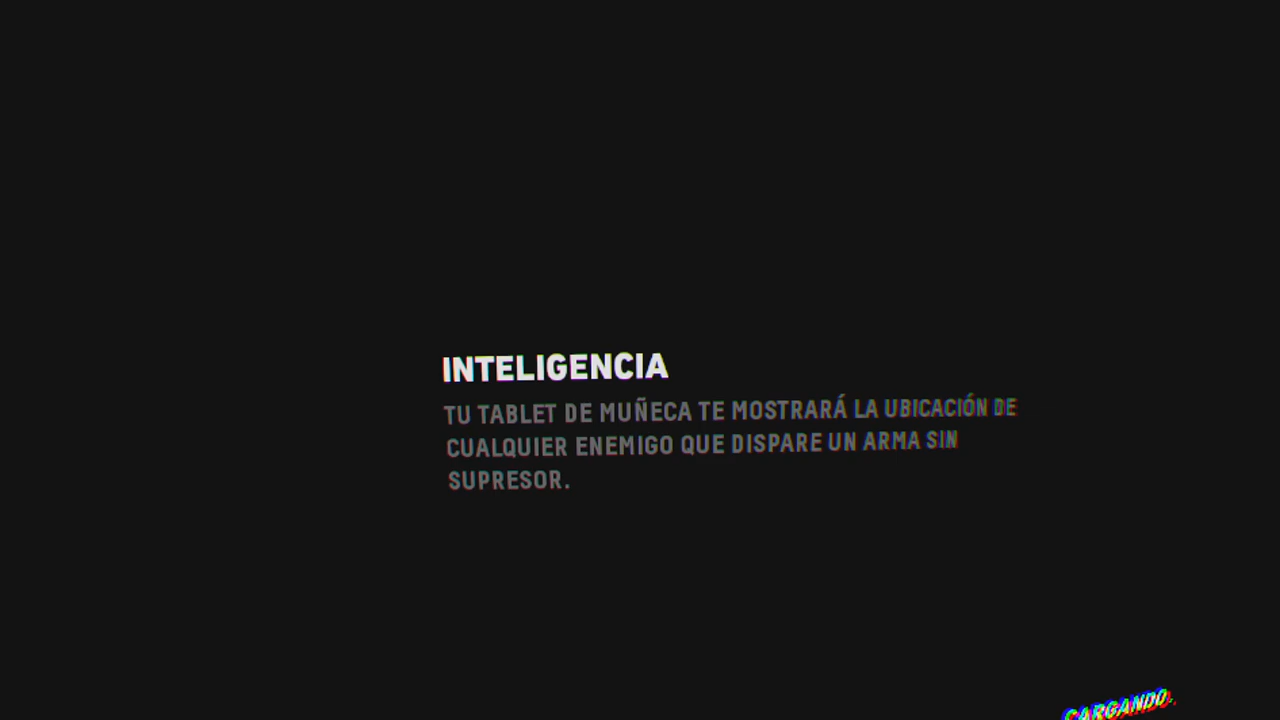 INTELIGENCIA
TU TABLET DE MUÑECA TE MOSTRARÁ LA UBICACIÓN DE
CUALQUIER ENEMIGO QUE DISPARE UN ARMA SIN
SUPRESOR.
CARGANDO.